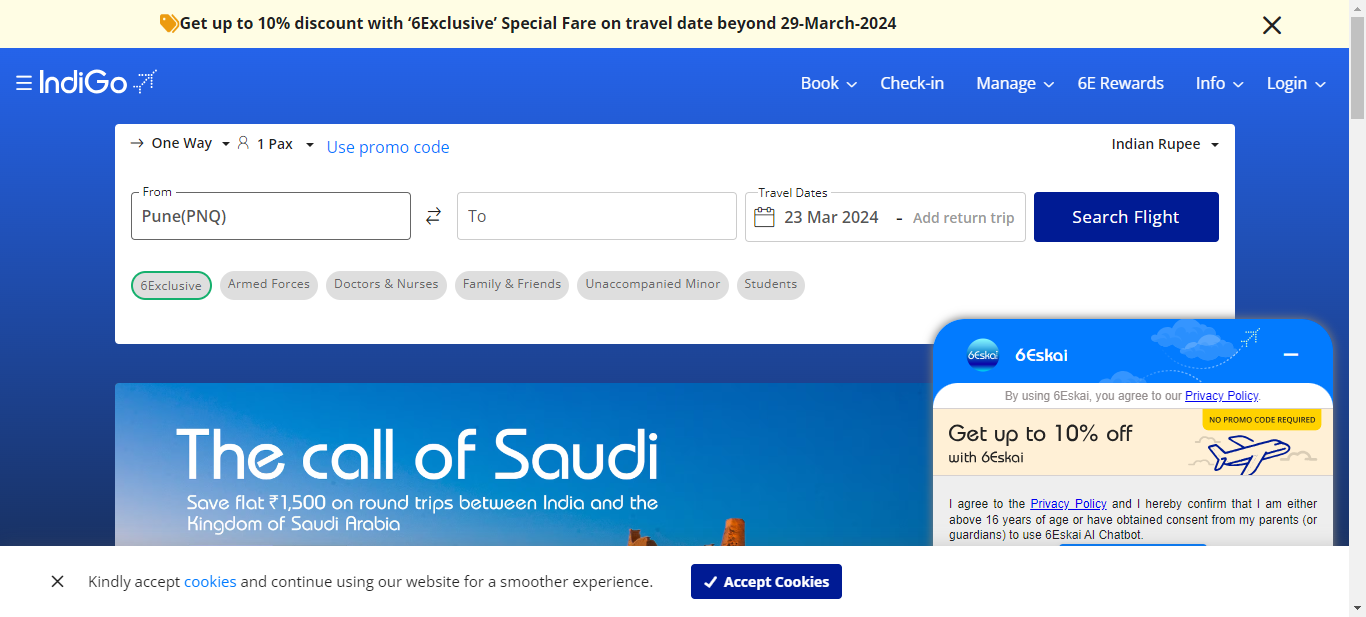 Get up to 10% discount with ‘6Exclusive’ Special Fare on travel date beyond 29-March-2024
IndiGo
Book
Check-in
Manage
6E Rewards
Info
Login
One Way
1 Pax
Use promo code
Indian Rupee
From
Pune(PNQ)
To
Travel Dates
23 Mar 2024 - Add return trip
Search Flight
6Exclusive
Armed Forces
Doctors & Nurses
Family & Friends
Unaccompanied Minor
Students
The call of Saudi
Save flat ₹1,500 on round trips between India and the
Kingdom of Saudi Arabia
6Eskai
6Eskai
By using 6Eskai, you agree to our Privacy Policy.
NO PROMO CODE REQUIRED
Get up to 10% off
with 6Eskai
I agree to the Privacy Policy and I hereby confirm that I am either
above 16 years of age or have obtained consent from my parents (or
guardians) to use 6Eskai AI Chatbot.
Kindly accept cookies and continue using our website for a smoother experience.
Accept Cookies